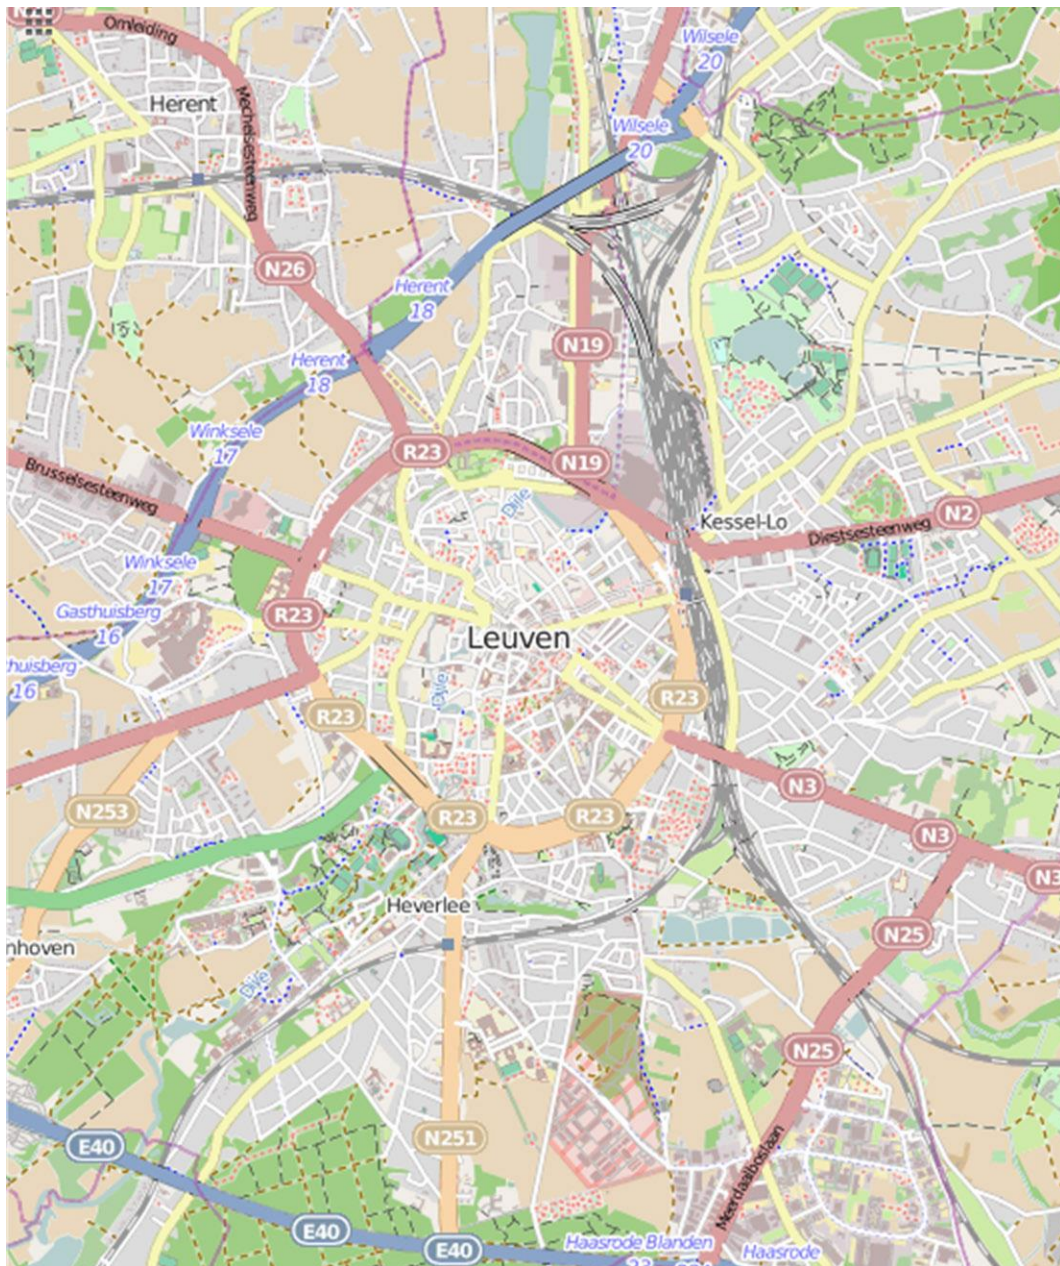 Omleiding
Wilsele
20
Herent
Mechelsesteenweg
Wilsele
20
N26
Herent
18
N19
Herent
18
Winksele
17
R23
N19
Brusselsesteenweg
Dijle
Kessel-Lo
N2
Diestsesteenweg
Winksele
17
Gasthuisberg
16
R23
Leuven
thuisberg
16
Dijle
R23
R23
N3
N253
R23
R23
N3
N3
Heverlee
N25
nhoven
Dijle
N25
N251
E40
Meerdaalboslaan
E40
E40
Haasrode Blanden
Haasrode
23